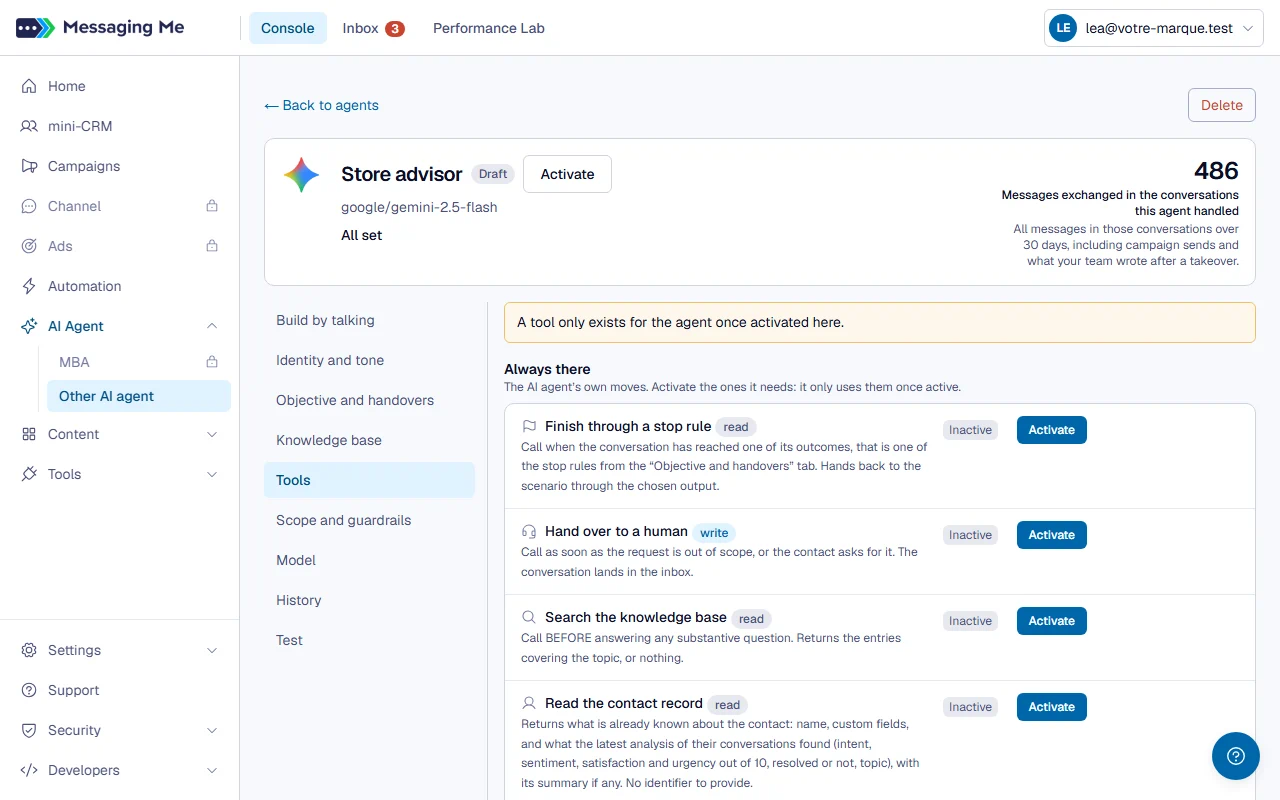 Messaging Me
Console
Inbox 3
Performance Lab
LE lea@votre-marque.test
Home
mini-CRM
Campaigns
Channel
Ads
Automation
AI Agent
MBA
Other AI agent
Content
Tools
Settings
Support
Security
Developers
← Back to agents
Delete
Store advisor Draft Activate
google/gemini-2.5-flash
All set
486
Messages exchanged in the conversations
this agent handled
All messages in those conversations over
30 days, including campaign sends and
what your team wrote after a takeover.
Build by talking
Identity and tone
Objective and handovers
Knowledge base
Tools
Scope and guardrails
Model
History
Test
A tool only exists for the agent once activated here.
Always there
The AI agent's own moves. Activate the ones it needs: it only uses them once active.
Finish through a stop rule read
Call when the conversation has reached one of its outcomes, that is one of
the stop rules from the “Objective and handovers” tab. Hands back to the
scenario through the chosen output.
Inactive Activate
Hand over to a human write
Call as soon as the request is out of scope, or the contact asks for it. The
conversation lands in the inbox.
Inactive Activate
Search the knowledge base read
Call BEFORE answering any substantive question. Returns the entries
covering the topic, or nothing.
Inactive Activate
Read the contact record read
Returns what is already known about the contact: name, custom fields,
and what the latest analysis of their conversations found (intent,
sentiment, satisfaction and urgency out of 10, resolved or not, topic), with
its summary if any. No identifier to provide.
Inactive Activate